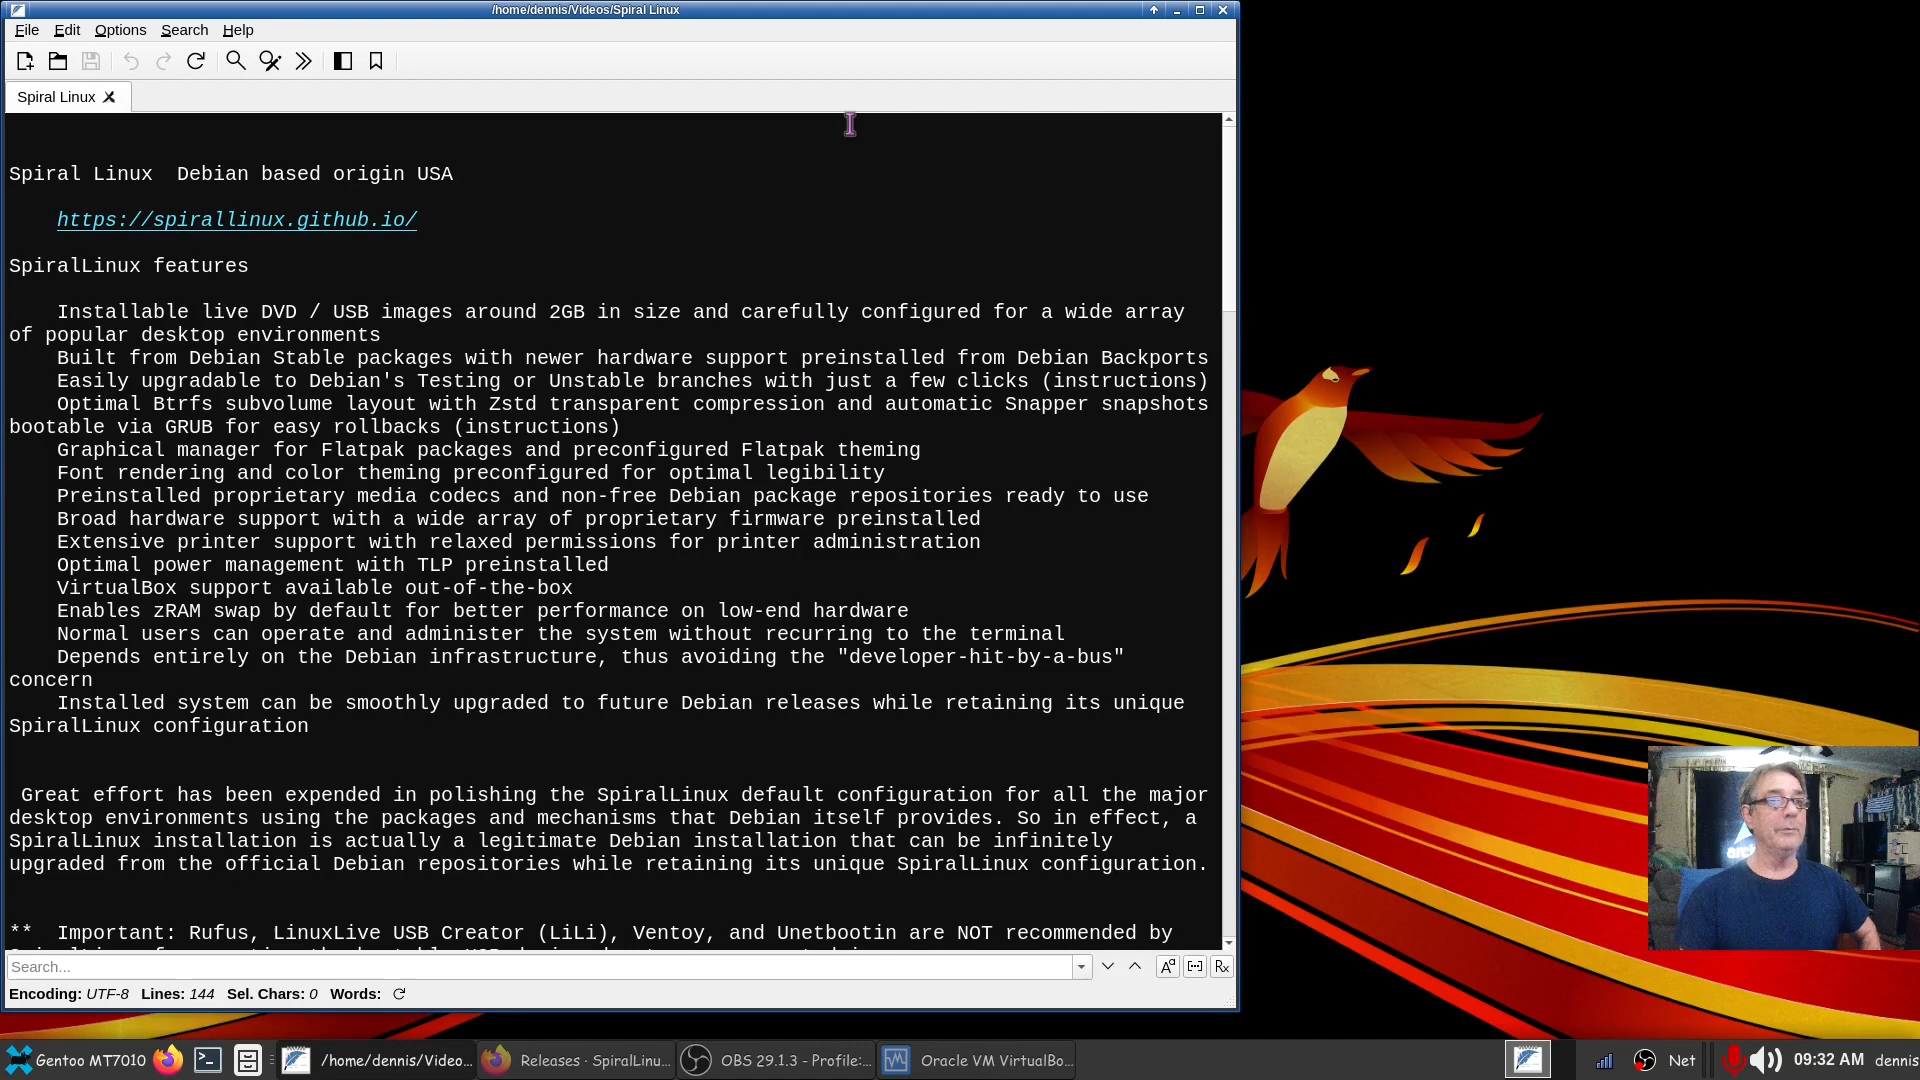 /home/dennis/Videos/Spiral Linux
File Edit Options Search Help
Spiral Linux
Spiral Linux  Debian based origin USA
https://spirallinux.github.io/
SpiralLinux features
Installable live DVD / USB images around 2GB in size and carefully configured for a wide array
of popular desktop environments
Built from Debian Stable packages with newer hardware support preinstalled from Debian Backports
Easily upgradable to Debian's Testing or Unstable branches with just a few clicks (instructions)
Optimal Btrfs subvolume layout with Zstd transparent compression and automatic Snapper snapshots
bootable via GRUB for easy rollbacks (instructions)
Graphical manager for Flatpak packages and preconfigured Flatpak theming
Font rendering and color theming preconfigured for optimal legibility
Preinstalled proprietary media codecs and non-free Debian package repositories ready to use
Broad hardware support with a wide array of proprietary firmware preinstalled
Extensive printer support with relaxed permissions for printer administration
Optimal power management with TLP preinstalled
VirtualBox support available out-of-the-box
Enables zRAM swap by default for better performance on low-end hardware
Normal users can operate and administer the system without recurring to the terminal
Depends entirely on the Debian infrastructure, thus avoiding the "developer-hit-by-a-bus"
concern
Installed system can be smoothly upgraded to future Debian releases while retaining its unique
SpiralLinux configuration
Great effort has been expended in polishing the SpiralLinux default configuration for all the major
desktop environments using the packages and mechanisms that Debian itself provides. So in effect, a
SpiralLinux installation is actually a legitimate Debian installation that can be infinitely
upgraded from the official Debian repositories while retaining its unique SpiralLinux configuration.
**  Important: Rufus, LinuxLive USB Creator (LiLi), Ventoy, and Unetbootin are NOT recommended by
Search...
Encoding: UTF-8 Lines: 144 Sel. Chars: 0 Words:
Gentoo MT7010 /home/dennis/Video... Releases · SpiralLinu... OBS 29.1.3 - Profile:... Oracle VM VirtualBo... Net 09:32 AM dennis